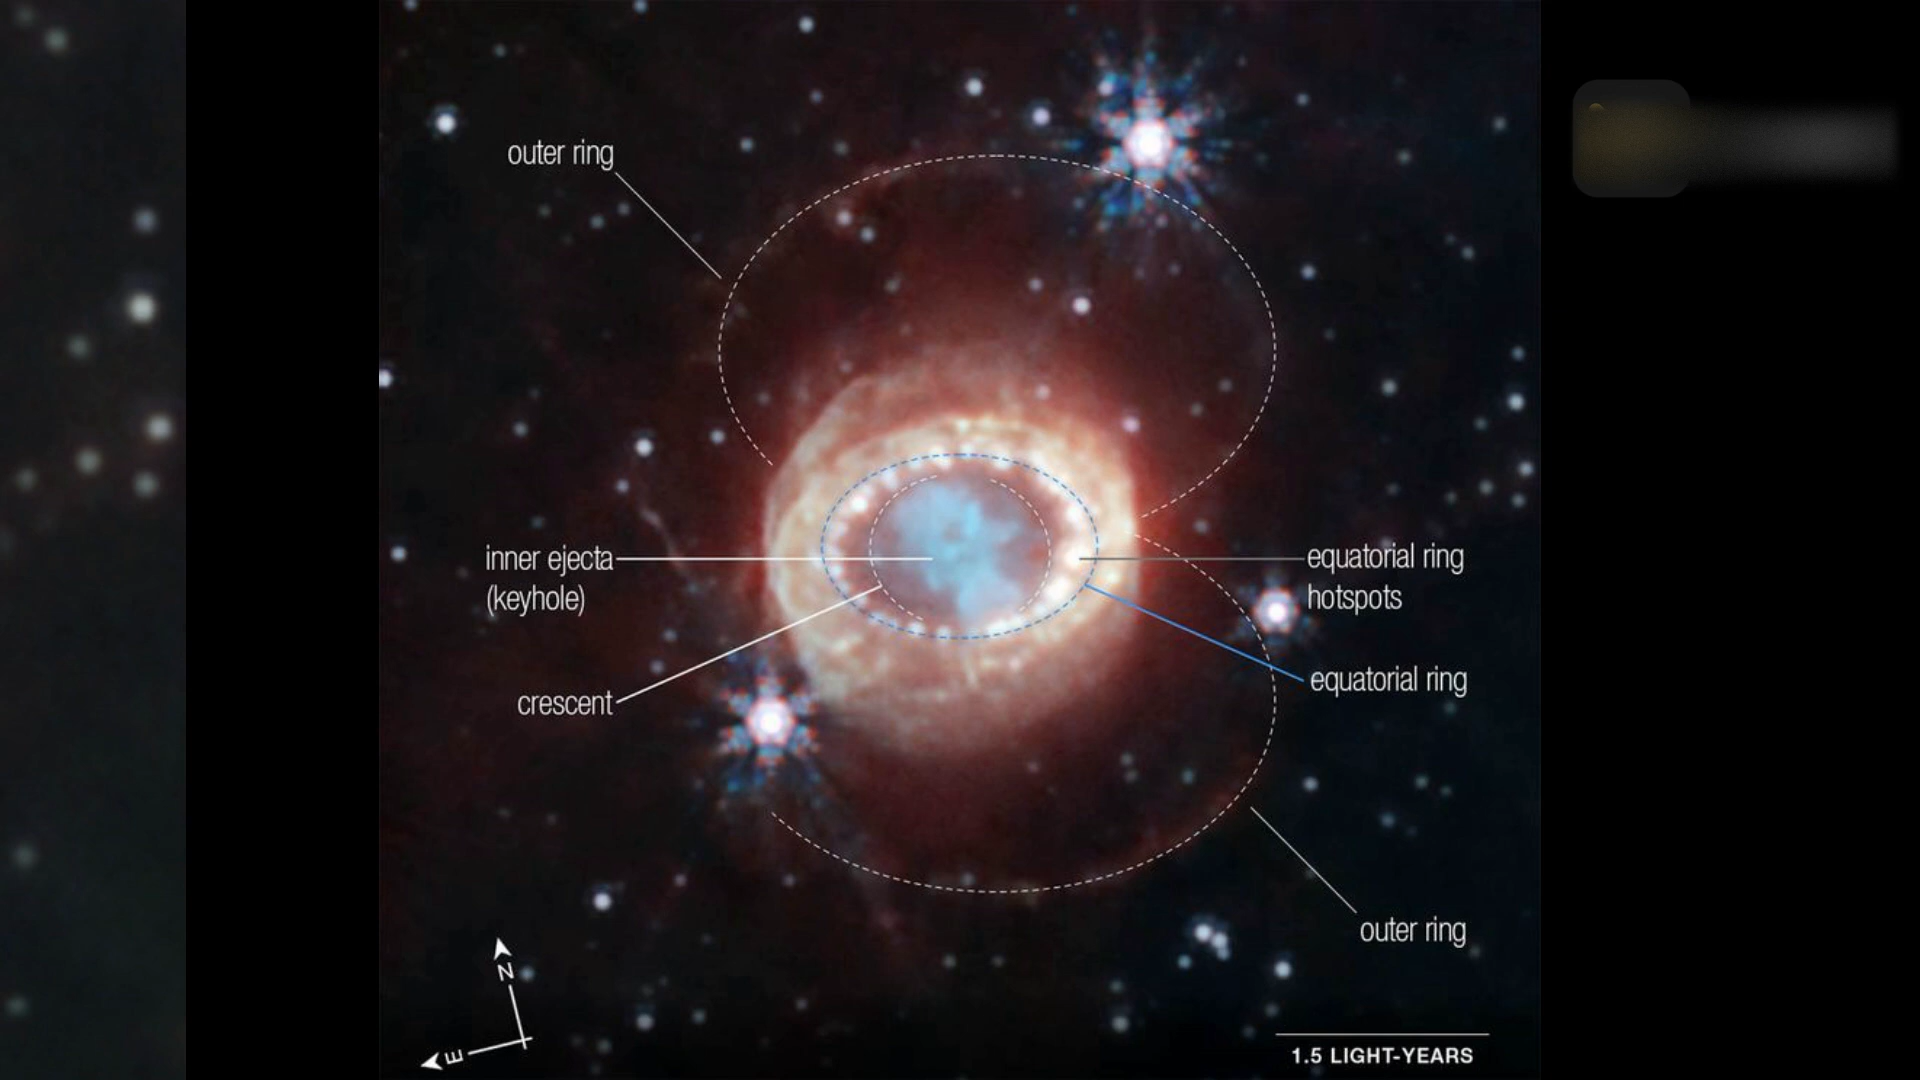 outer ring
inner ejecta
(keyhole)
crescent
equatorial ring
hotspots
equatorial ring
outer ring
N
E
1.5 LIGHT-YEARS